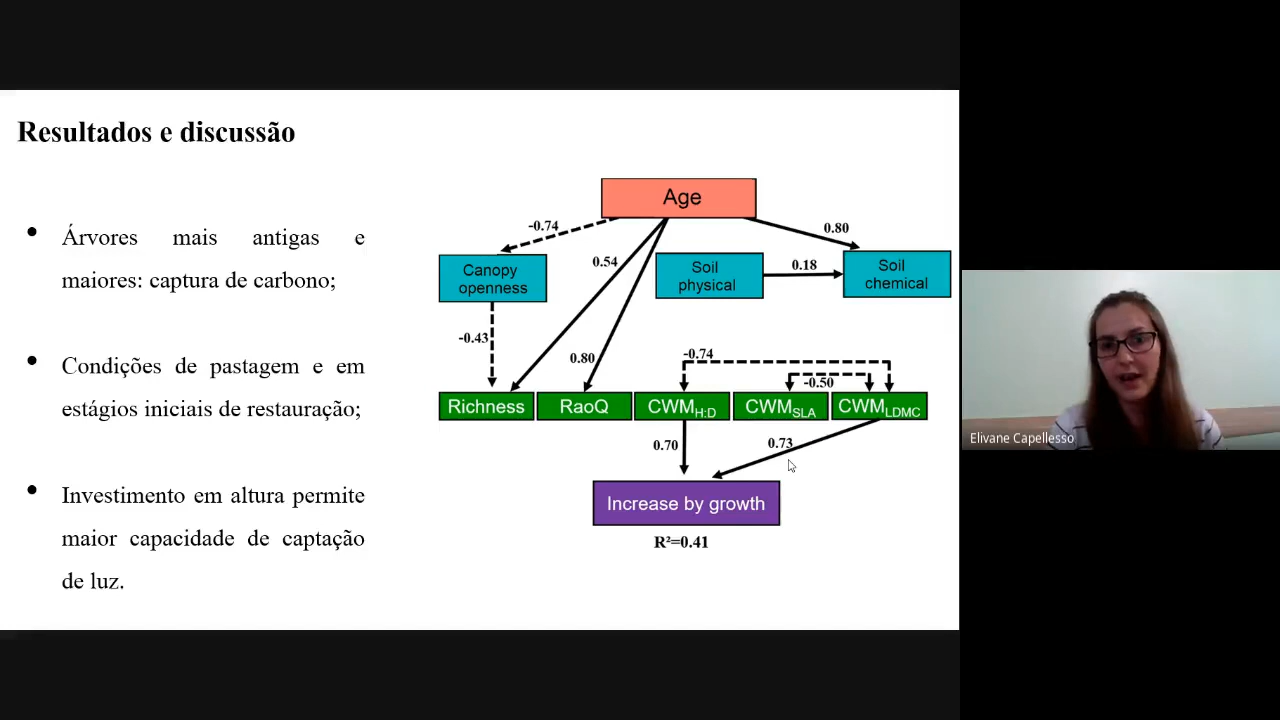 Resultados e discussão
Árvores mais antigas e
maiores: captura de carbono;
Condições de pastagem e em
estágios iniciais de restauração;
Investimento em altura permite
maior capacidade de captação
de luz.
Age
-0.74
0.80
0.54
Canopy
openness
Soil
physical
0.18
Soil
chemical
-0.43
0.80
-0.74
-0.50
Richness
RaoQ
CWMH:D
CWMSLA
CWMLDMC
0.70
0.73
Increase by growth
R²=0.41
Elivane Capellesso